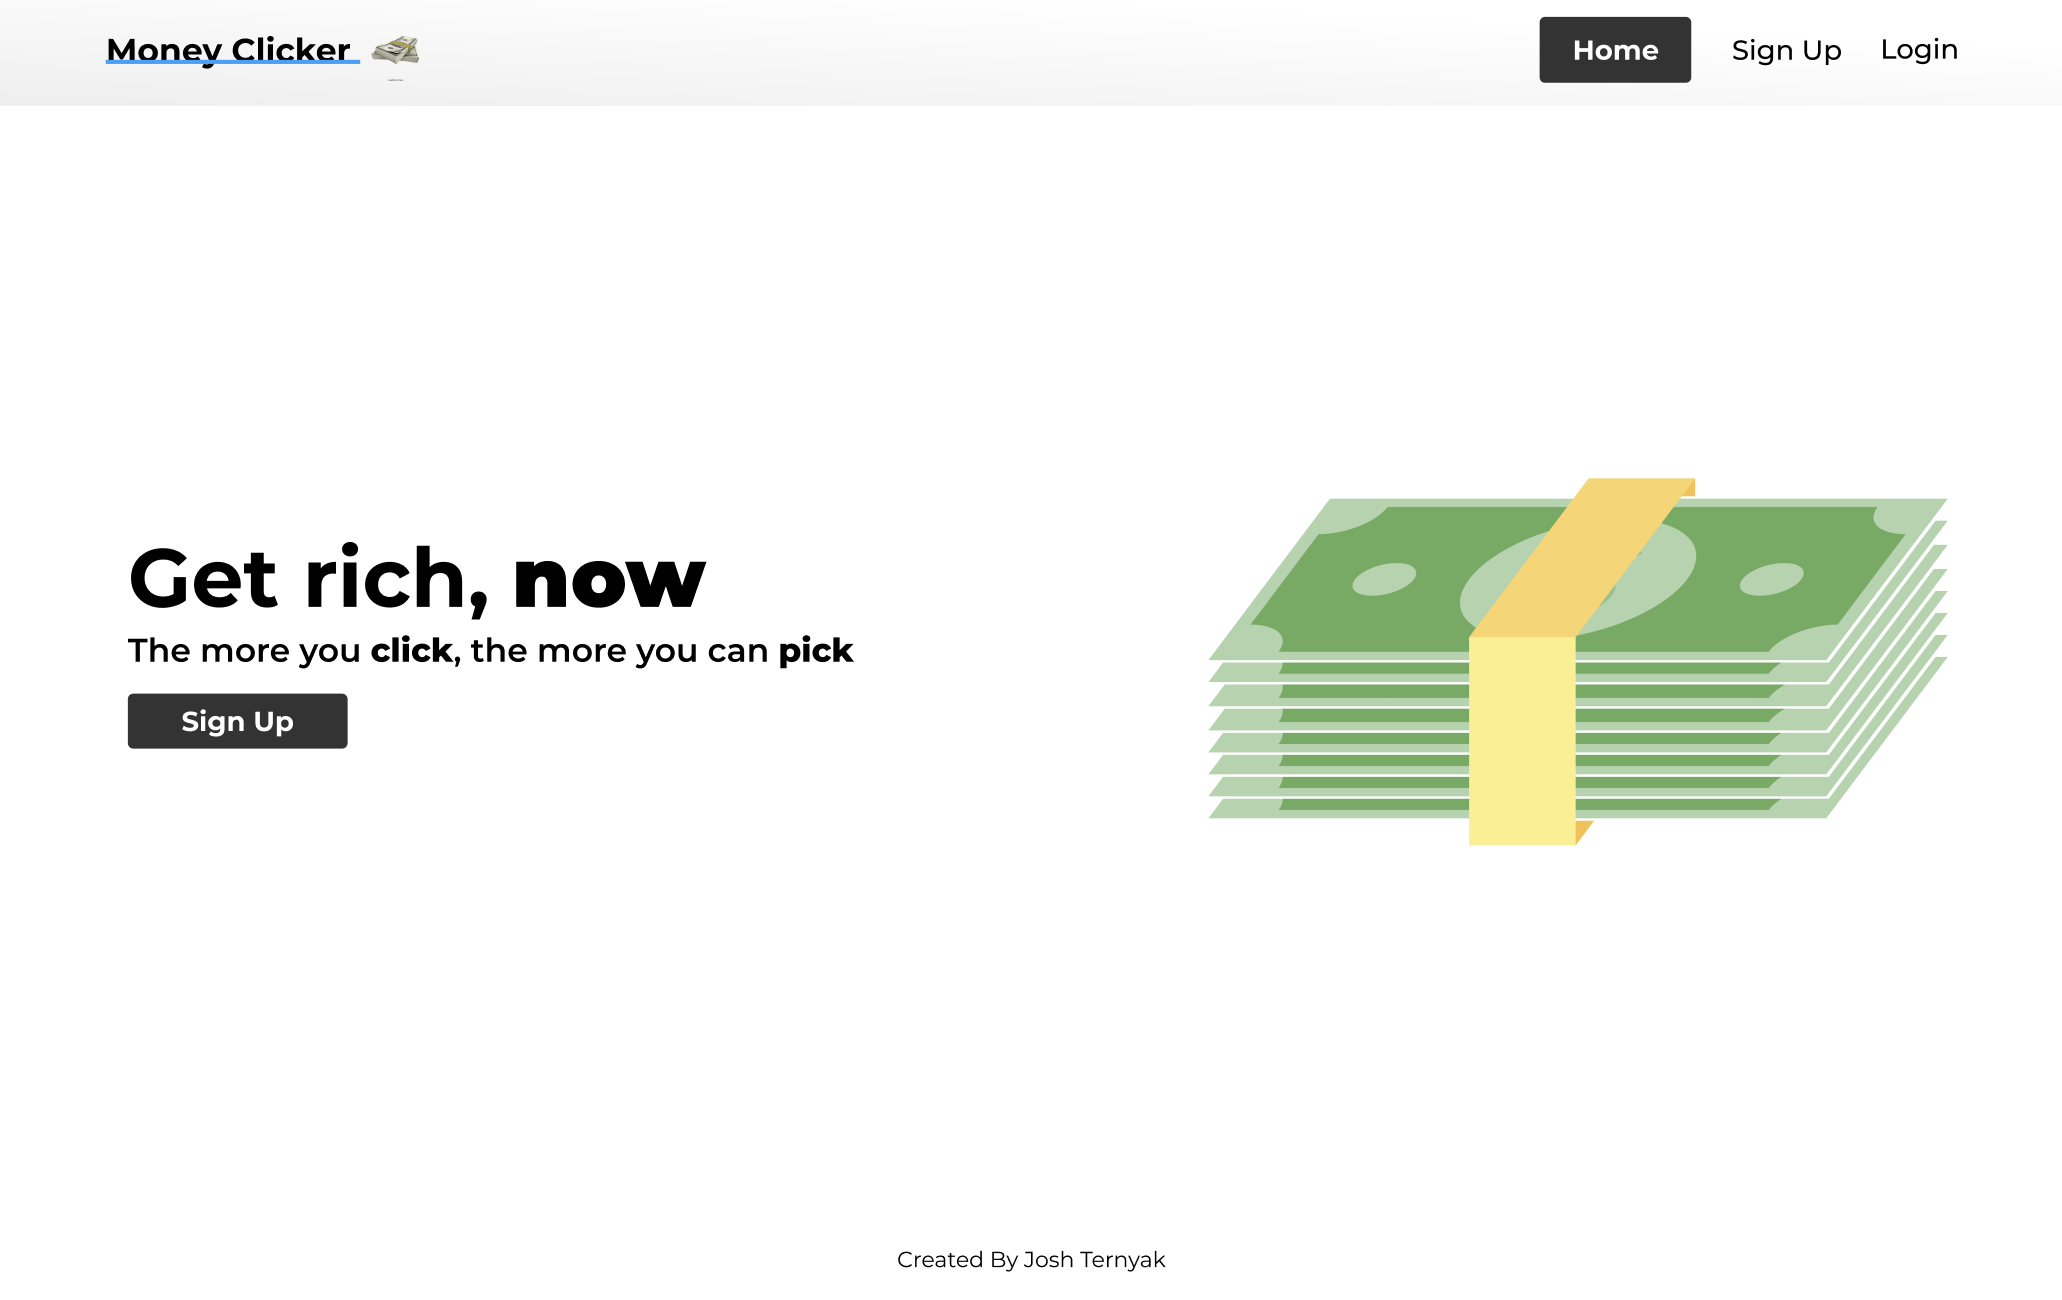 Money Clicker
Home
Sign Up
Login
Get rich, now
The more you click, the more you can pick
Sign Up
Created By Josh Ternyak